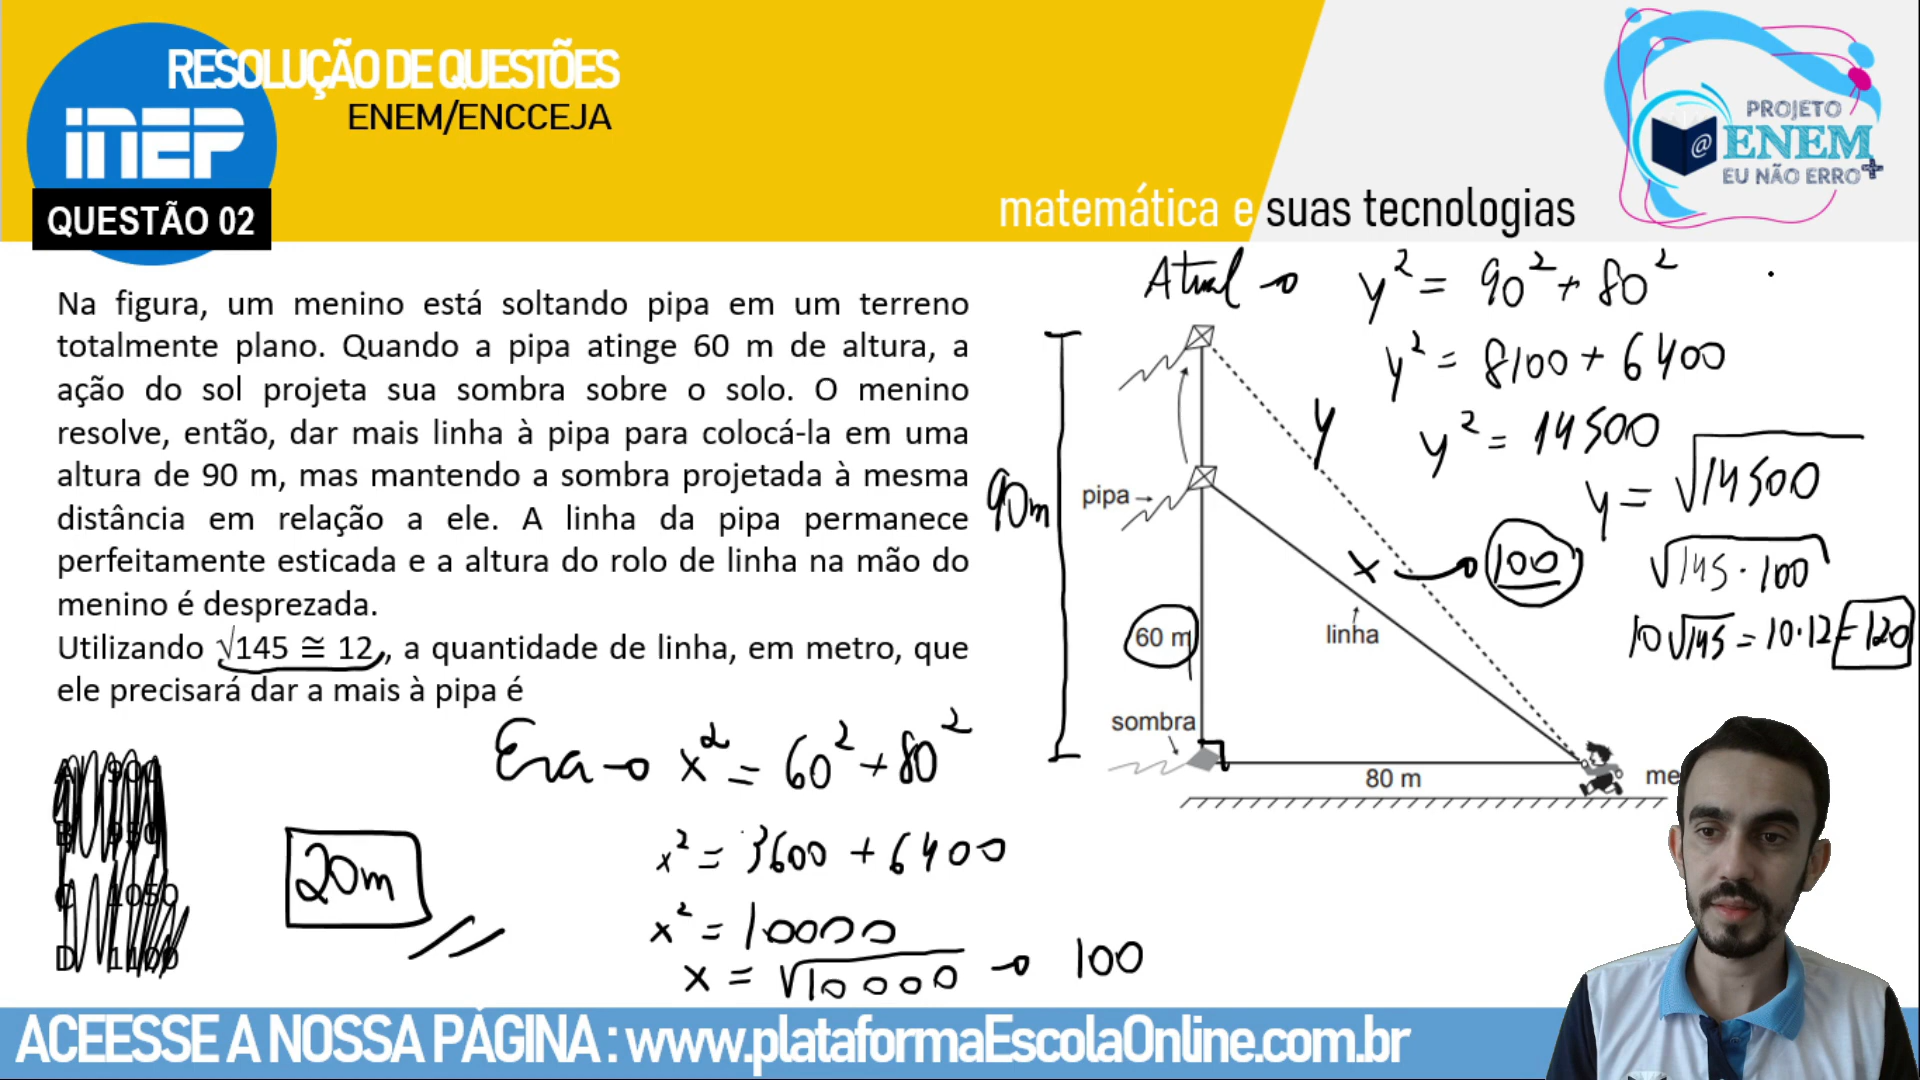 RESOLUÇÃO DE QUESTÕES
ENEM/ENCCEJA
INEP
QUESTÃO 02
PROJETO
@ ENEM
EU NÃO ERRO+
matemática e suas tecnologias
Na figura, um menino está soltando pipa em um terreno
totalmente plano. Quando a pipa atinge 60 m de altura, a
ação do sol projeta sua sombra sobre o solo. O menino
resolve, então, dar mais linha à pipa para colocá-la em uma
altura de 90 m, mas mantendo a sombra projetada à mesma
distância em relação a ele. A linha da pipa permanece
perfeitamente esticada e a altura do rolo de linha na mão do
menino é desprezada.
Utilizando √145 ≅ 12, a quantidade de linha, em metro, que
ele precisará dar a mais à pipa é
C 1050
D 1100
20m
Era → x² = 60² + 80²
x² = 3600 + 6400
x² = 10000
x = √10000 → 100
Atual → y² = 90² + 80²
y² = 8100 + 6400
y² = 14500
y = √14500
√145 · 100
10√145 = 10·12 = 120
90m
pipa
y
x → 100
60 m
linha
sombra
80 m
me
ACEESSE A NOSSA PÁGINA : www.plataformaEscolaOnline.com.br